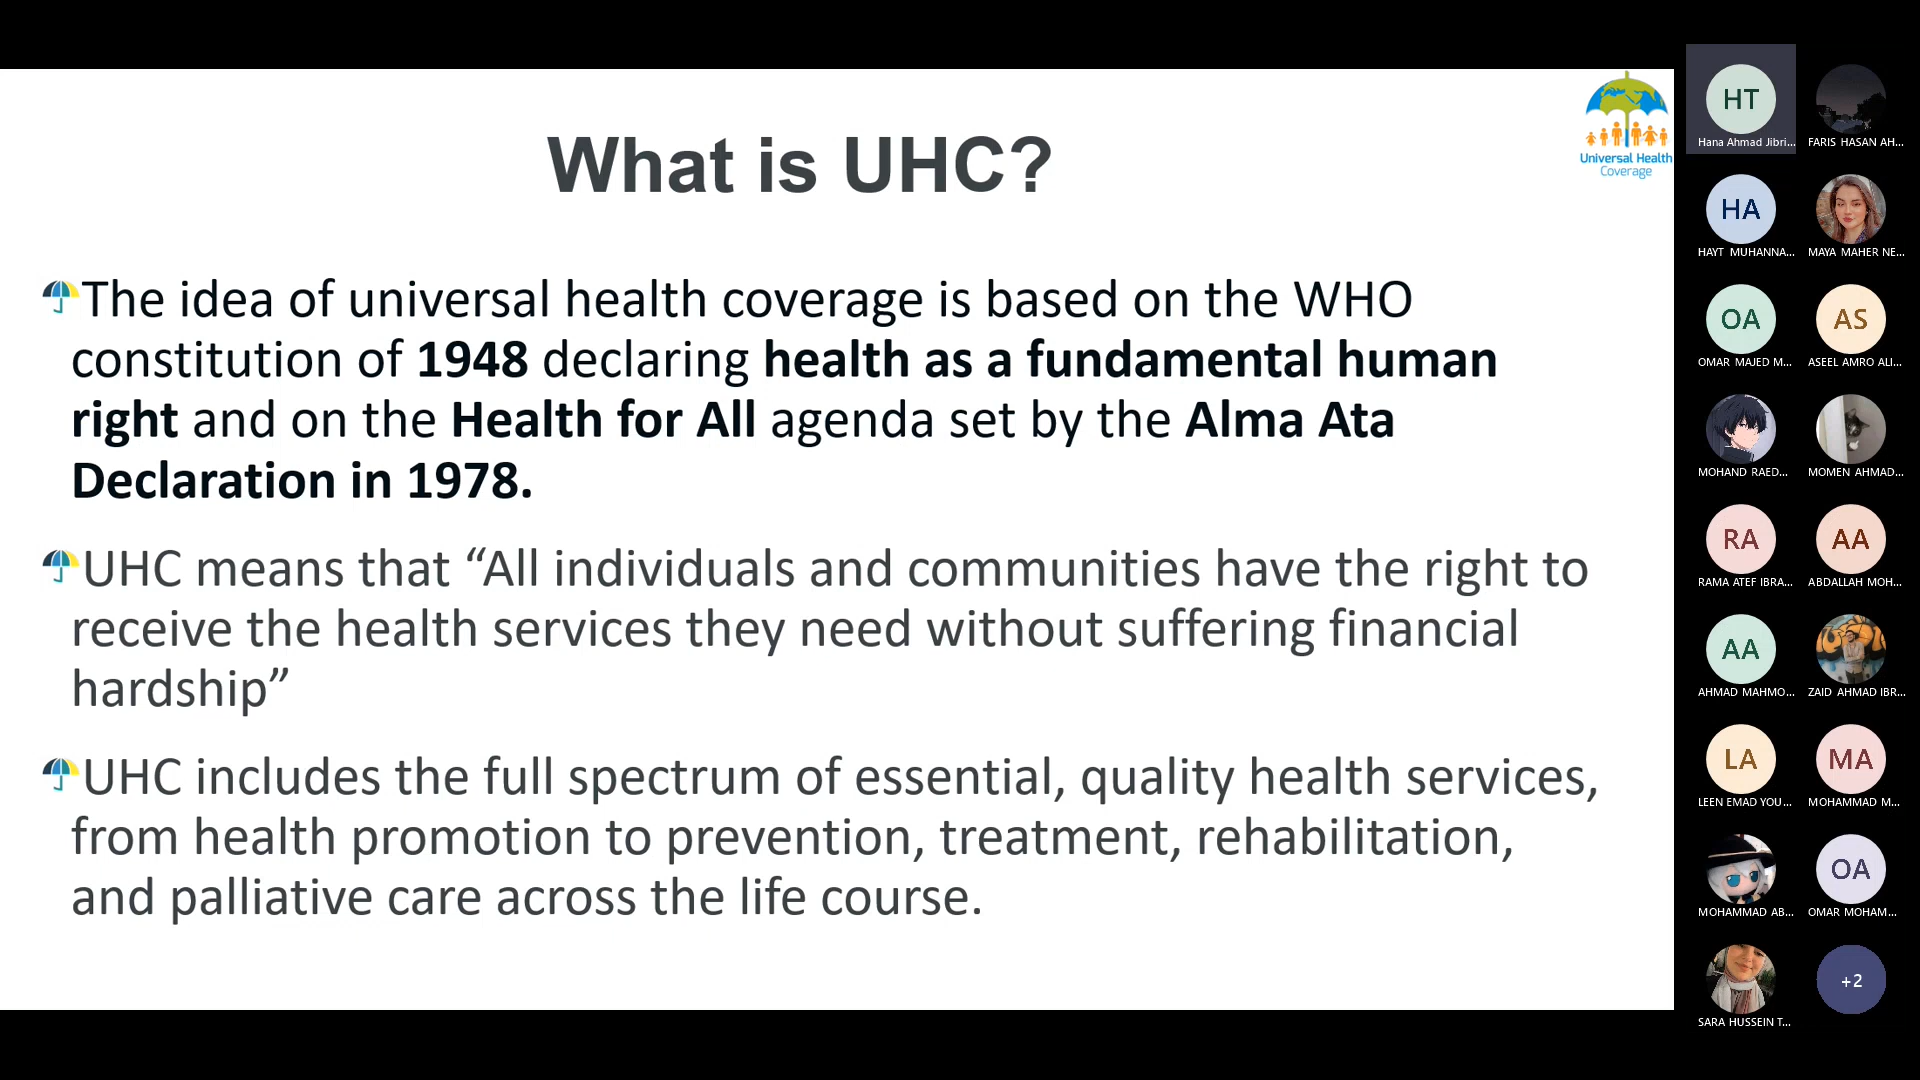 What is UHC?
Universal Health
Coverage
The idea of universal health coverage is based on the WHO
constitution of 1948 declaring health as a fundamental human
right and on the Health for All agenda set by the Alma Ata
Declaration in 1978.
UHC means that “All individuals and communities have the right to
receive the health services they need without suffering financial
hardship”
UHC includes the full spectrum of essential, quality health services,
from health promotion to prevention, treatment, rehabilitation,
and palliative care across the life course.
HT
Hana Ahmad Jibri...
FARIS HASAN AH...
HA
HAYT MUHANNA...
MAYA MAHER NE...
OA
OMAR MAJED M...
AS
ASEEL AMRO ALI...
MOHAND RAED...
MOMEN AHMAD...
RA
RAMA ATEF IBRA...
AA
ABDALLAH MOH...
AA
AHMAD MAHMO...
ZAID AHMAD IBR...
LA
LEEN EMAD YOU...
MA
MOHAMMAD M...
MOHAMMAD AB...
OA
OMAR MOHAM...
SARA HUSSEIN T...
+2